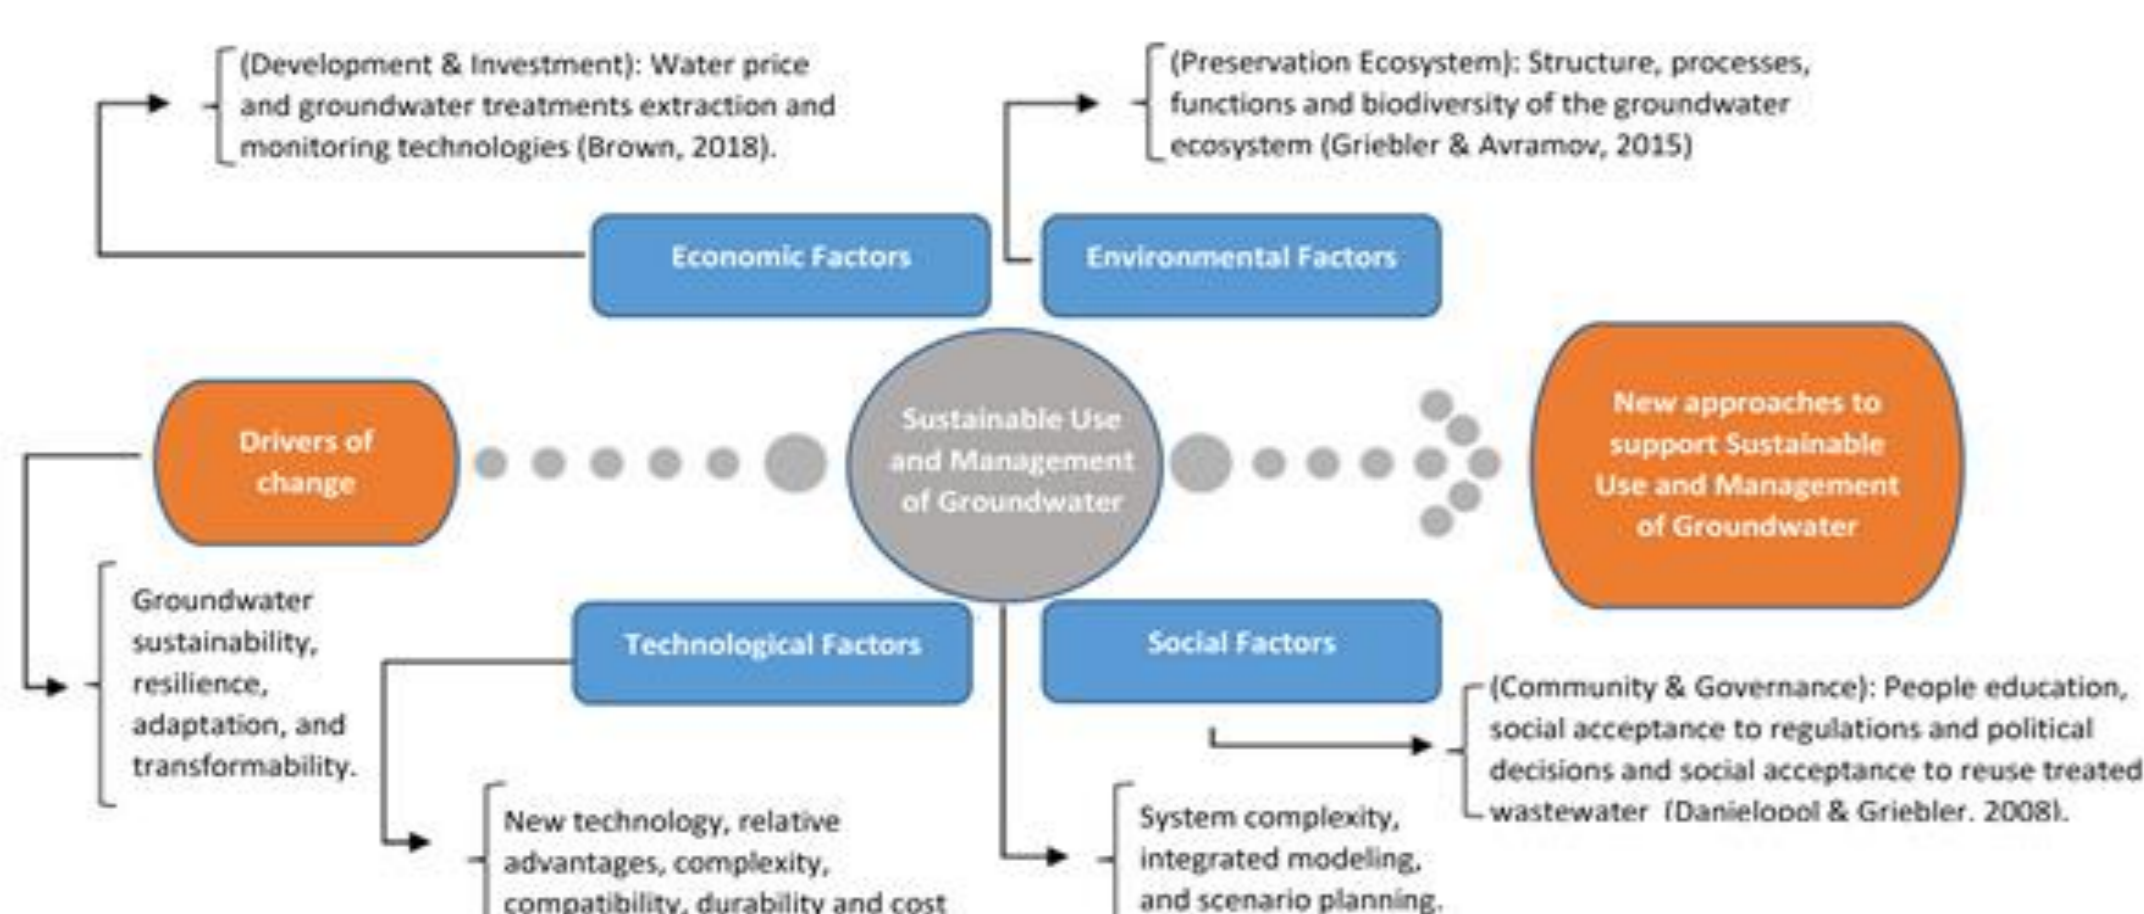 (Development & Investment): Water price
and groundwater treatments extraction and
monitoring technologies (Brown, 2018).
(Preservation Ecosystem): Structure, processes,
functions and biodiversity of the groundwater
ecosystem (Griebler & Avramov, 2015)
Economic Factors
Environmental Factors
Drivers of
change
Sustainable Use
and Management
of Groundwater
New approaches to
support Sustainable
Use and Management
of Groundwater
Groundwater
sustainability,
resilience,
adaptation, and
transformability.
Technological Factors
Social Factors
(Community & Governance): People education,
social acceptance to regulations and political
decisions and social acceptance to reuse treated
wastewater (Danielopol & Griebler, 2008).
New technology, relative
advantages, complexity,
compatibility, durability and cost
System complexity,
integrated modeling,
and scenario planning.